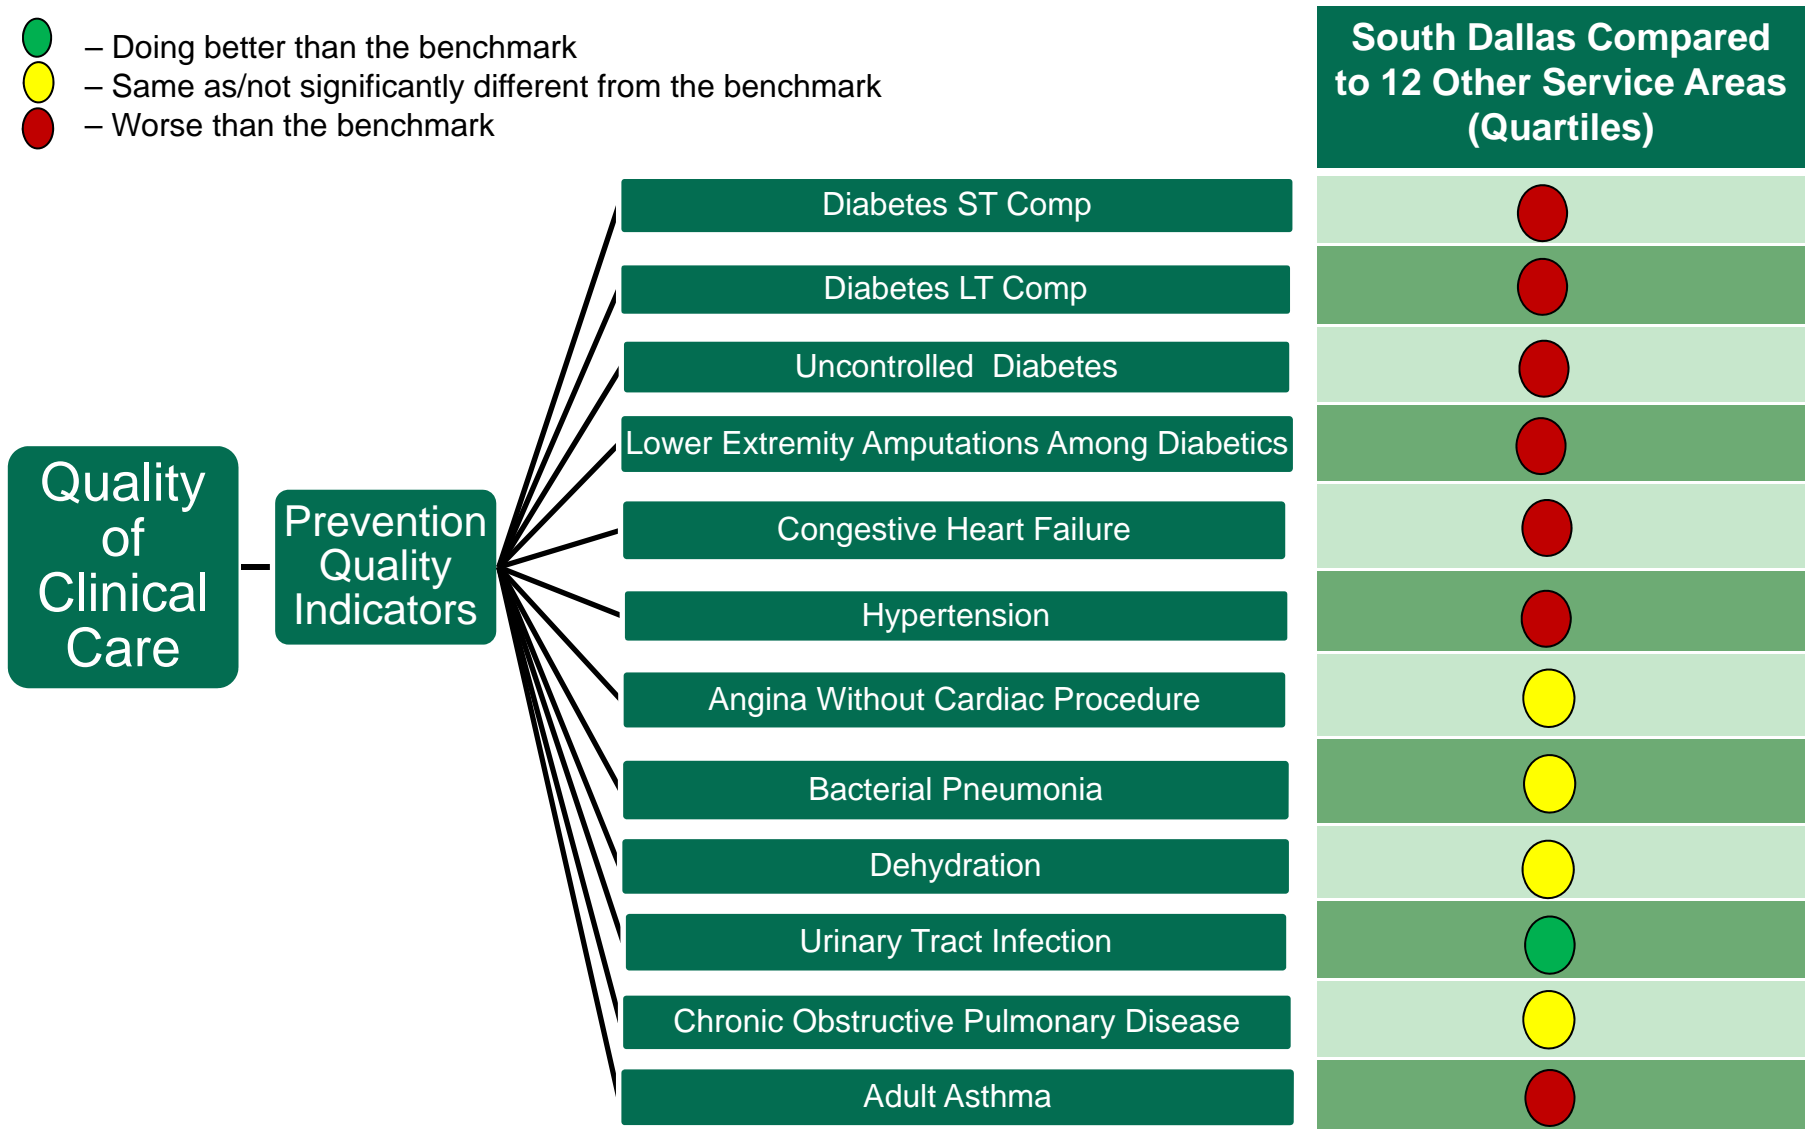 – Doing better than the benchmark
– Same as/not significantly different from the benchmark
– Worse than the benchmark
South Dallas Compared
to 12 Other Service Areas
(Quartiles)
Quality
of
Clinical
Care
Prevention
Quality
Indicators
Diabetes ST Comp
Diabetes LT Comp
Uncontrolled  Diabetes
Lower Extremity Amputations Among Diabetics
Congestive Heart Failure
Hypertension
Angina Without Cardiac Procedure
Bacterial Pneumonia
Dehydration
Urinary Tract Infection
Chronic Obstructive Pulmonary Disease
Adult Asthma